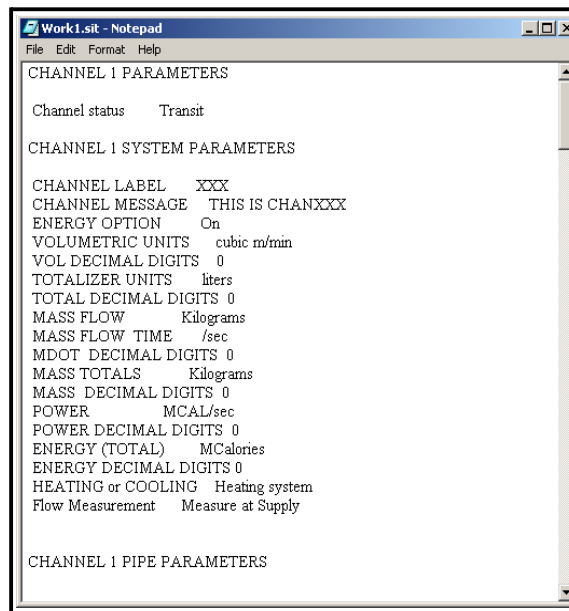 Work1.sit - Notepad
File Edit Format Help
CHANNEL 1 PARAMETERS
Channel status Transit
CHANNEL 1 SYSTEM PARAMETERS
CHANNEL LABEL XXX
CHANNEL MESSAGE THIS IS CHANXXX
ENERGY OPTION On
VOLUMETRIC UNITS cubic m/min
VOL DECIMAL DIGITS 0
TOTALIZER UNITS liters
TOTAL DECIMAL DIGITS 0
MASS FLOW Kilograms
MASS FLOW TIME /sec
MDOT DECIMAL DIGITS 0
MASS TOTALS Kilograms
MASS DECIMAL DIGITS 0
POWER MCAL/sec
POWER DECIMAL DIGITS 0
ENERGY (TOTAL) MCalories
ENERGY DECIMAL DIGITS 0
HEATING or COOLING Heating system
Flow Measurement Measure at Supply
CHANNEL 1 PIPE PARAMETERS